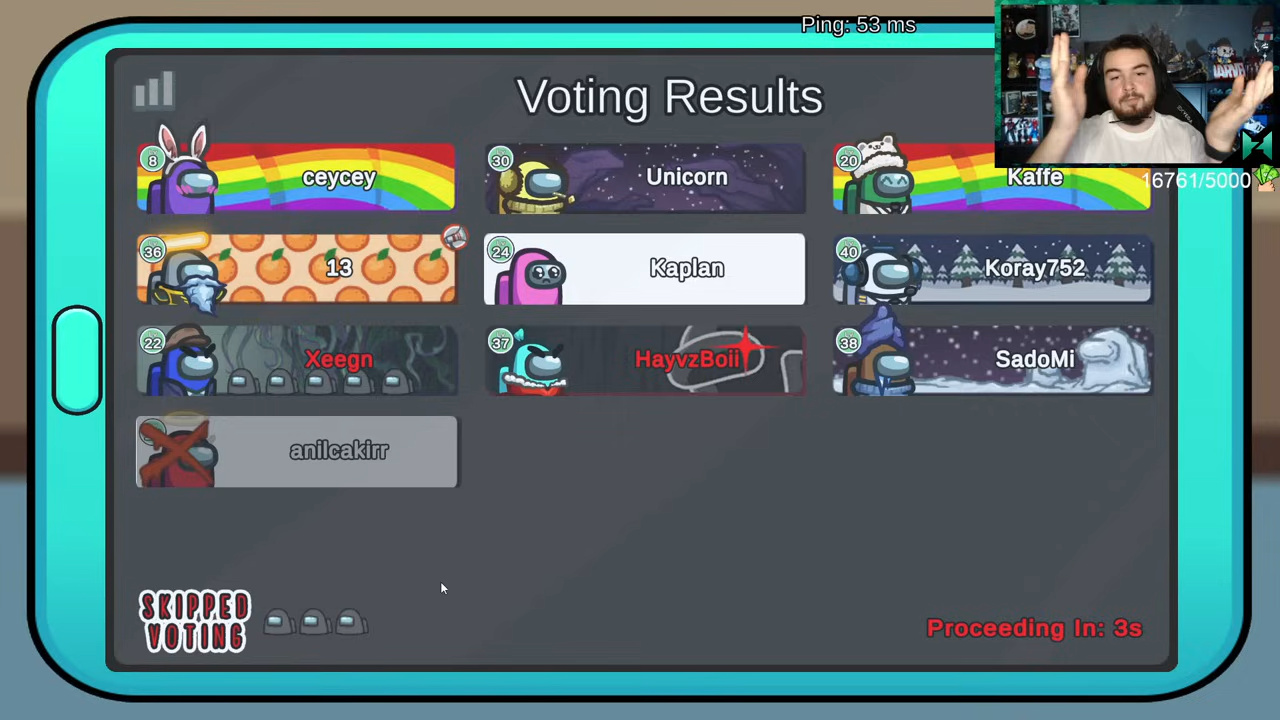 Ping: 53 ms
Voting Results
MARVEL
16761/5000
8 ceycey
30 Unicorn
20 Kaffe
36 13
24 Kaplan
40 Koray752
22 Xeegn
37 HayvzBoii
38 SadoMi
anilcakirr
SKIPPED
VOTING
Proceeding In: 3s